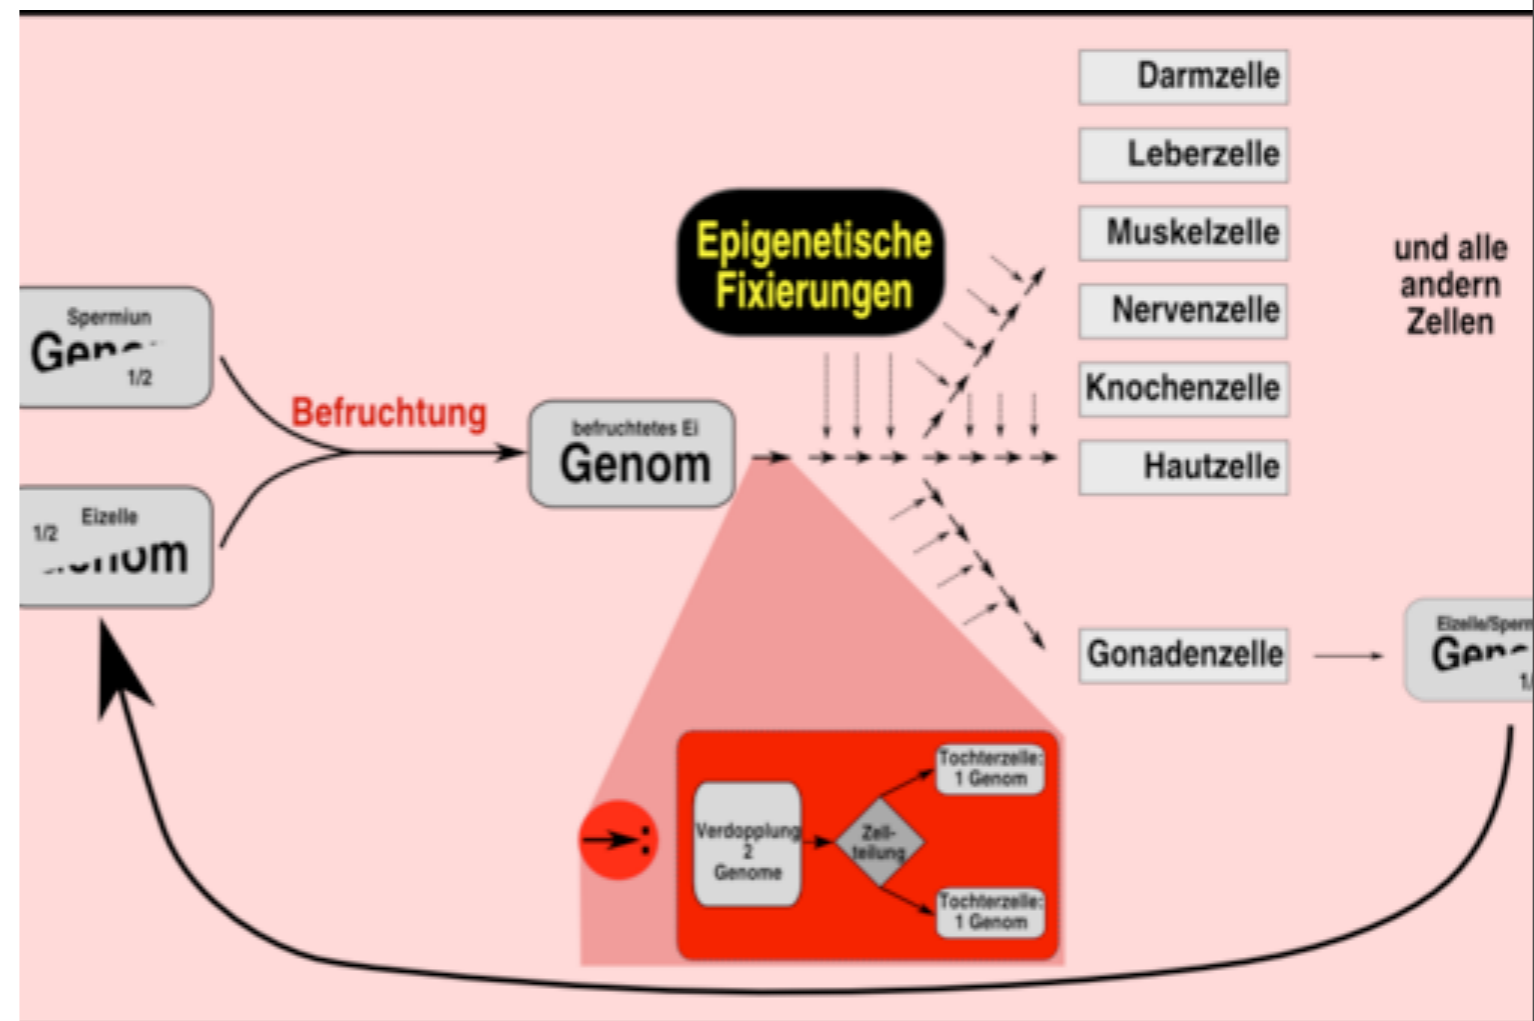 Darmzelle
Leberzelle
Muskelzelle
Nervenzelle
Knochenzelle
Hautzelle
und alle
andern
Zellen
Epigenetische
Fixierungen
Spermiun
1/2
Befruchtung
befruchtetes Ei
Genom
Eizelle
1/2
Gonadenzelle
Tochterzelle:
1 Genom
Verdopplung
2
Genome
Zell-
teilung
Tochterzelle:
1 Genom